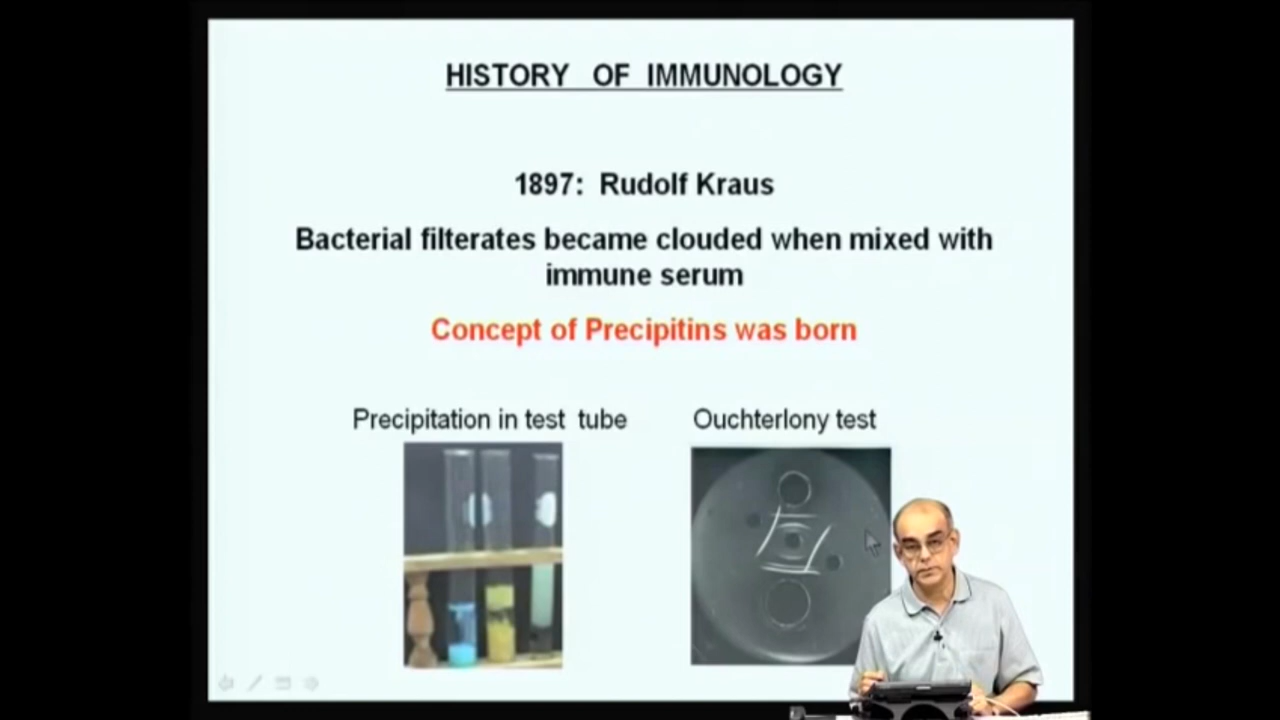 HISTORY OF IMMUNOLOGY
1897: Rudolf Kraus
Bacterial filterates became clouded when mixed with
immune serum
Concept of Precipitins was born
Precipitation in test tube
Ouchterlony test